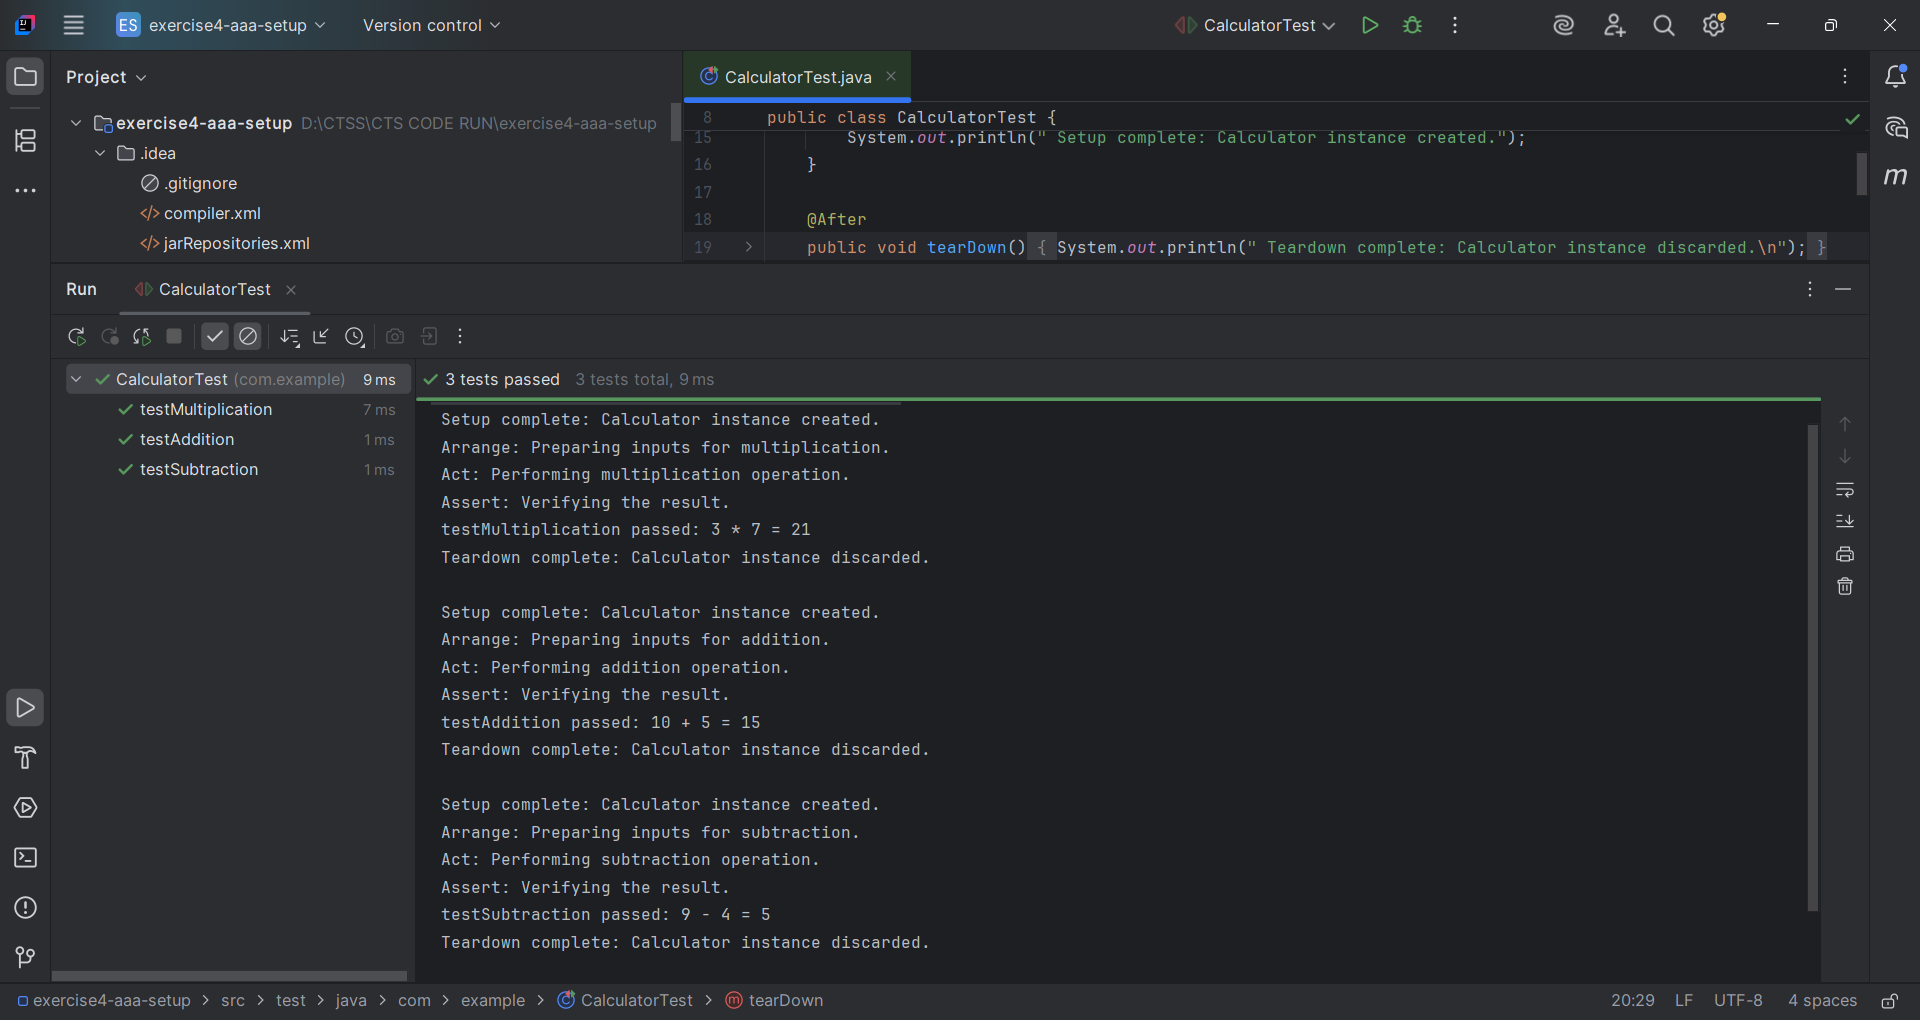 ES exercise4-aaa-setup Version control CalculatorTest
Project
exercise4-aaa-setup D:\CTSS\CTS CODE RUN\exercise4-aaa-setup
.idea
.gitignore
compiler.xml
jarRepositories.xml
CalculatorTest.java
8 public class CalculatorTest {
15 System.out.println(" Setup complete: Calculator instance created.");
16 }
17
18 @After
19 public void tearDown() { System.out.println(" Teardown complete: Calculator instance discarded.\n"); }
Run CalculatorTest
CalculatorTest (com.example) 9 ms
testMultiplication 7 ms
testAddition 1 ms
testSubtraction 1 ms
3 tests passed 3 tests total, 9 ms
Setup complete: Calculator instance created.
Arrange: Preparing inputs for multiplication.
Act: Performing multiplication operation.
Assert: Verifying the result.
testMultiplication passed: 3 * 7 = 21
Teardown complete: Calculator instance discarded.
Setup complete: Calculator instance created.
Arrange: Preparing inputs for addition.
Act: Performing addition operation.
Assert: Verifying the result.
testAddition passed: 10 + 5 = 15
Teardown complete: Calculator instance discarded.
Setup complete: Calculator instance created.
Arrange: Preparing inputs for subtraction.
Act: Performing subtraction operation.
Assert: Verifying the result.
testSubtraction passed: 9 - 4 = 5
Teardown complete: Calculator instance discarded.
exercise4-aaa-setup > src > test > java > com > example > CalculatorTest > tearDown 20:29 LF UTF-8 4 spaces